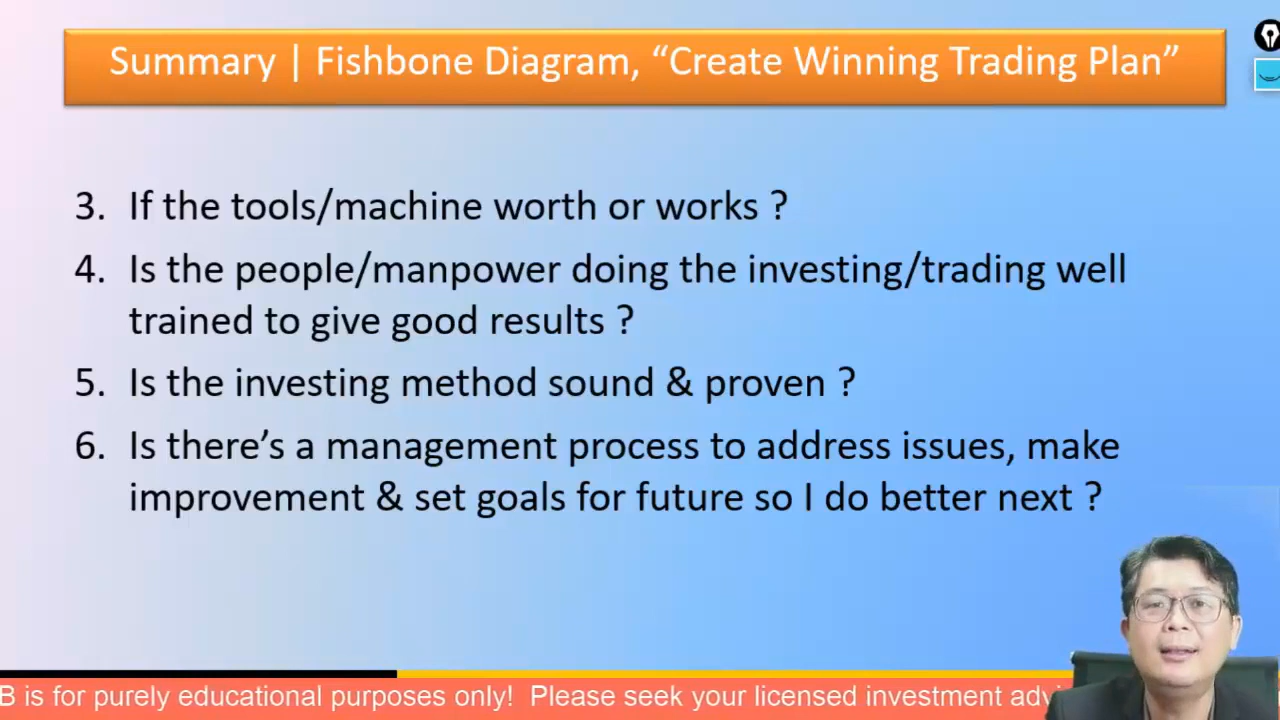 Summary | Fishbone Diagram, “Create Winning Trading Plan”
3. If the tools/machine worth or works ?
4. Is the people/manpower doing the investing/trading well
trained to give good results ?
5. Is the investing method sound & proven ?
6. Is there’s a management process to address issues, make
improvement & set goals for future so I do better next ?
B is for purely educational purposes only! Please seek your licensed investment advi